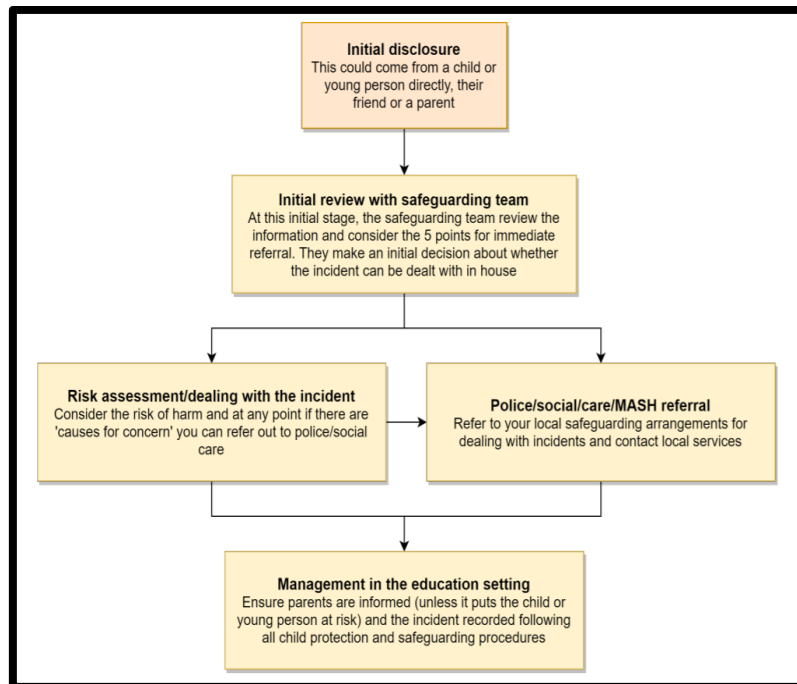 Initial disclosure
This could come from a child or
young person directly, their
friend or a parent
Initial review with safeguarding team
At this initial stage, the safeguarding team review the
information and consider the 5 points for immediate
referral. They make an initial decision about whether
the incident can be dealt with in house
Risk assessment/dealing with the incident
Consider the risk of harm and at any point if there are
'causes for concern' you can refer out to police/social
care
Police/social/care/MASH referral
Refer to your local safeguarding arrangements for
dealing with incidents and contact local services
Management in the education setting
Ensure parents are informed (unless it puts the child or
young person at risk) and the incident recorded following
all child protection and safeguarding procedures